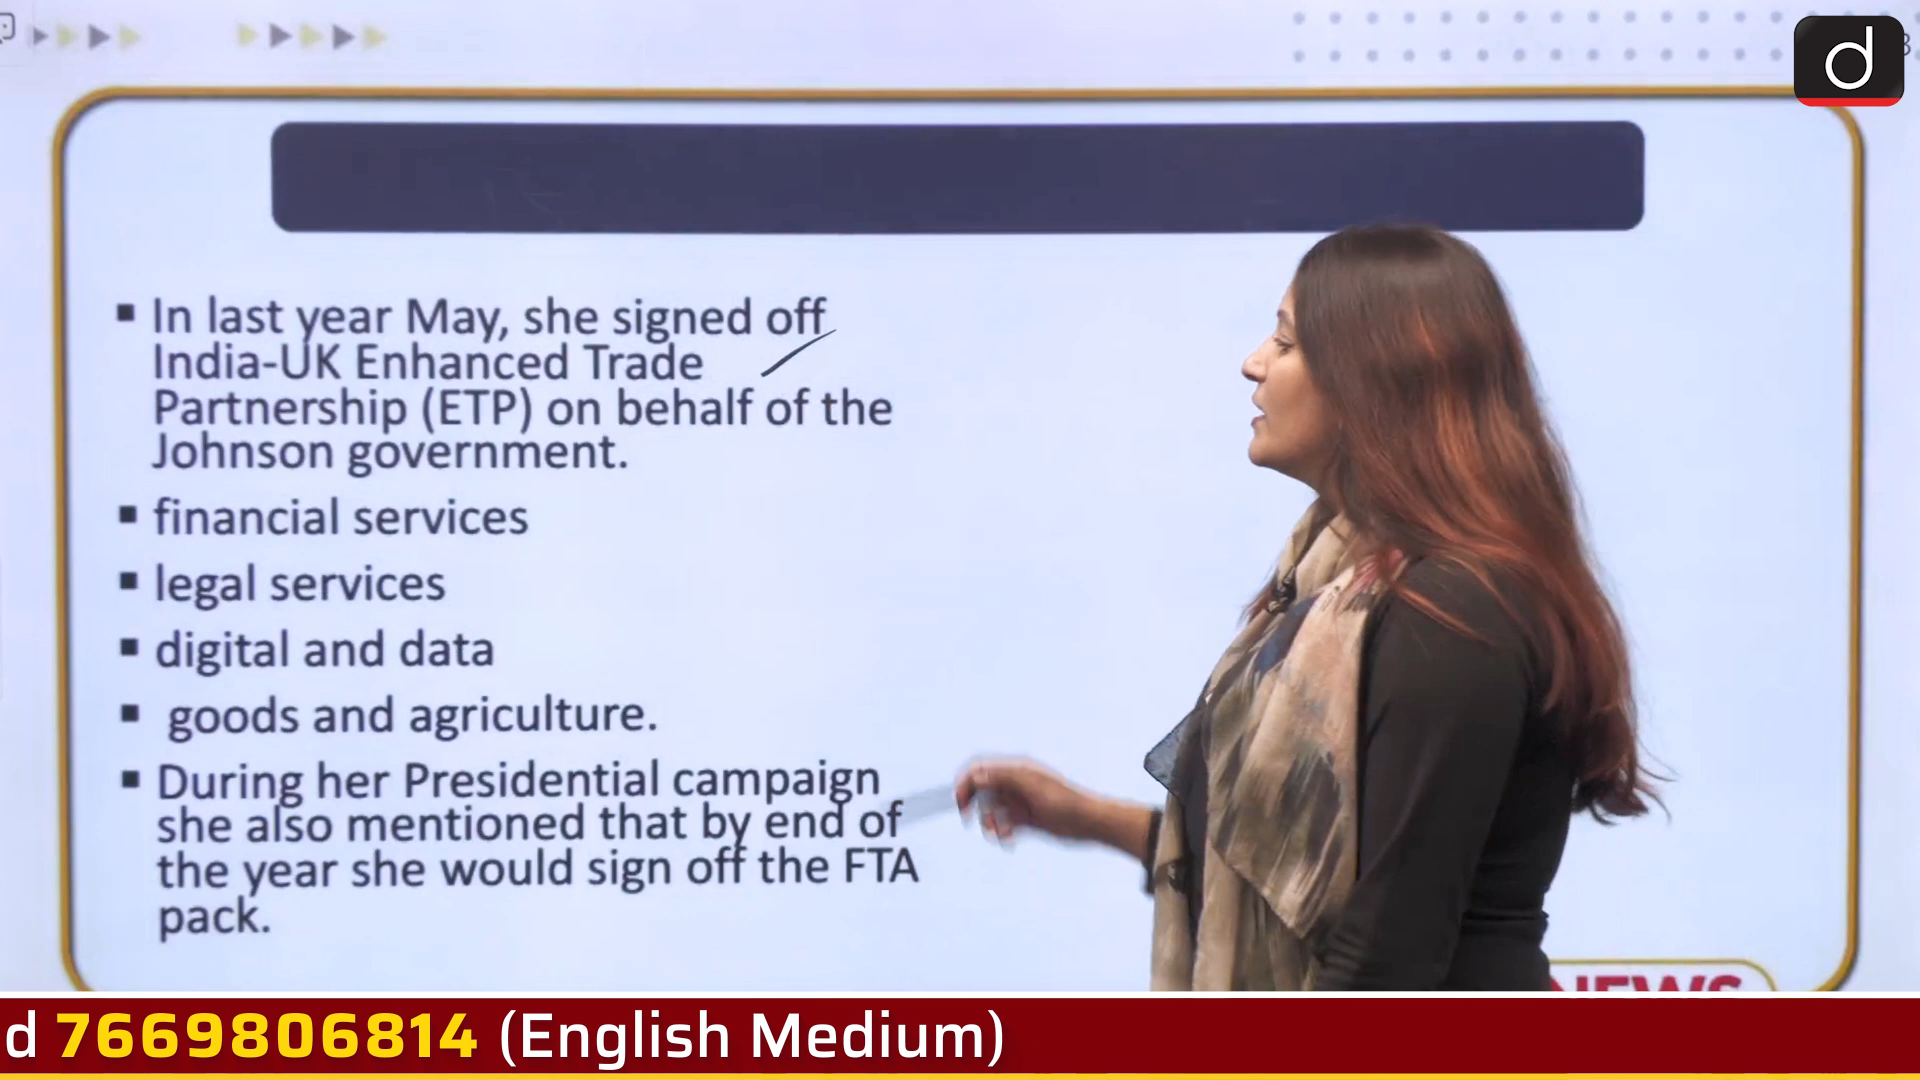 d
In last year May, she signed off
India-UK Enhanced Trade
Partnership (ETP) on behalf of the
Johnson government.
financial services
legal services
digital and data
goods and agriculture.
During her Presidential campaign
she also mentioned that by end of
the year she would sign off the FTA
pack.
NEWS
d 7669806814 (English Medium)